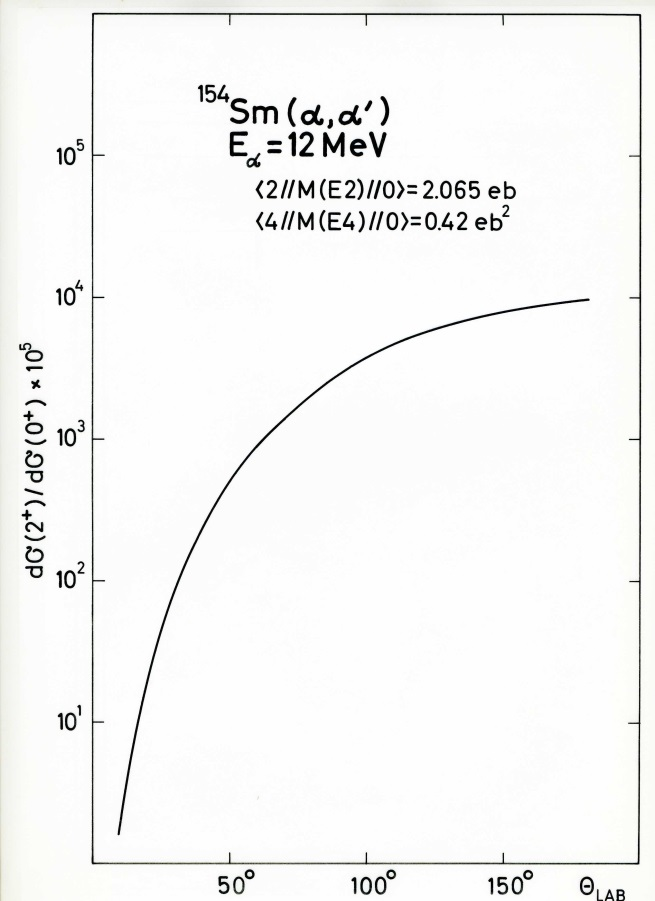 ¹⁵⁴Sm(α,α')
E_α=12 MeV
⟨2//M(E2)//0⟩=2.065 eb
⟨4//M(E4)//0⟩=0.42 eb²
10⁵
10⁴
10³
10²
10¹
dσ(2⁺)/dσ(0⁺) × 10⁵
50° 100° 150° Θ_LAB